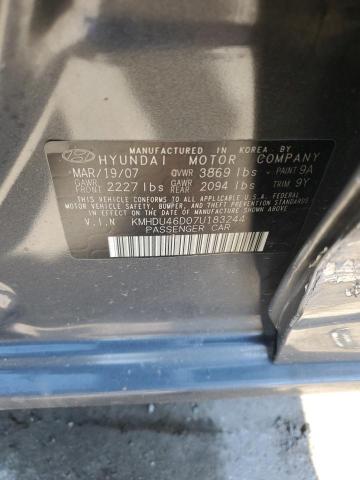 MANUFACTURED IN KOREA BY
HYUNDAI MOTOR COMPANY
MAR/19/07 GVWR 3869 lbs PAINT 9A
GAWR FRONT 2227 lbs GAWR REAR 2094 lbs TRIM 9Y
THIS VEHICLE CONFORMS TO ALL APPLICABLE U.S.A FEDERAL
MOTOR VEHICLE SAFETY, BUMPER, AND THEFT PREVENTION STANDARDS IN
EFFECT ON THE DATE OF MANUFACTURE SHOWN ABOVE.
V.I.N KMHDU46D07U183244
PASSENGER CAR